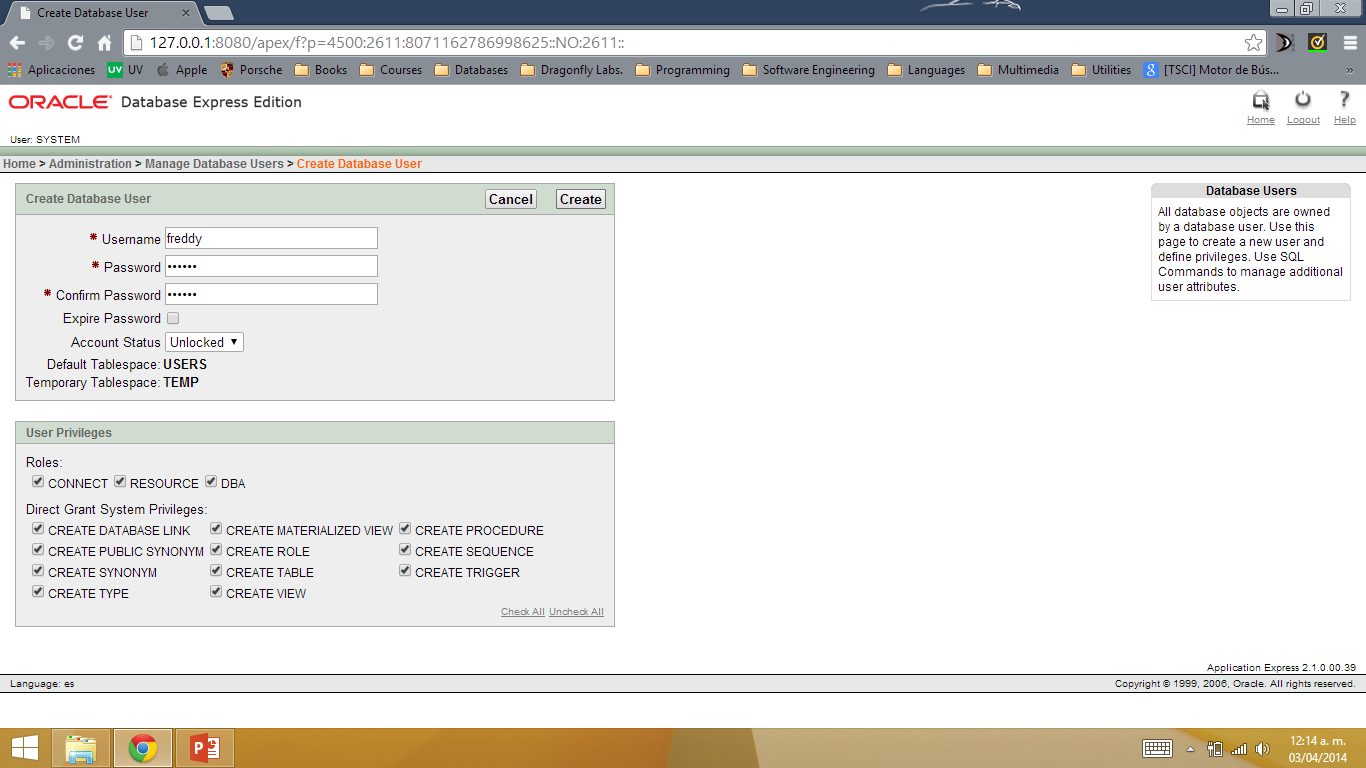 Create Database User
127.0.0.1:8080/apex/f?p=4500:2611:8071162786998625::NO:2611::
Aplicaciones UV UV Apple Porsche Books Courses Databases Dragonfly Labs. Programming Software Engineering Languages Multimedia Utilities 8 [TSCI] Motor de Bús... »
ORACLE Database Express Edition
Home Logout ? Help
User: SYSTEM
Home > Administration > Manage Database Users > Create Database User
Create Database User Cancel Create
* Username freddy
* Password ••••••
* Confirm Password ••••••
Expire Password
Account Status Unlocked
Default Tablespace: USERS
Temporary Tablespace: TEMP
Database Users
All database objects are owned
by a database user. Use this
page to create a new user and
define privileges. Use SQL
Commands to manage additional
user attributes.
User Privileges
Roles:
CONNECT RESOURCE DBA
Direct Grant System Privileges:
CREATE DATABASE LINK CREATE MATERIALIZED VIEW CREATE PROCEDURE
CREATE PUBLIC SYNONYM CREATE ROLE CREATE SEQUENCE
CREATE SYNONYM CREATE TABLE CREATE TRIGGER
CREATE TYPE CREATE VIEW
Check All Uncheck All
Application Express 2.1.0.00.39
Language: es Copyright © 1999, 2006, Oracle. All rights reserved.
P
12:14 a. m.
03/04/2014